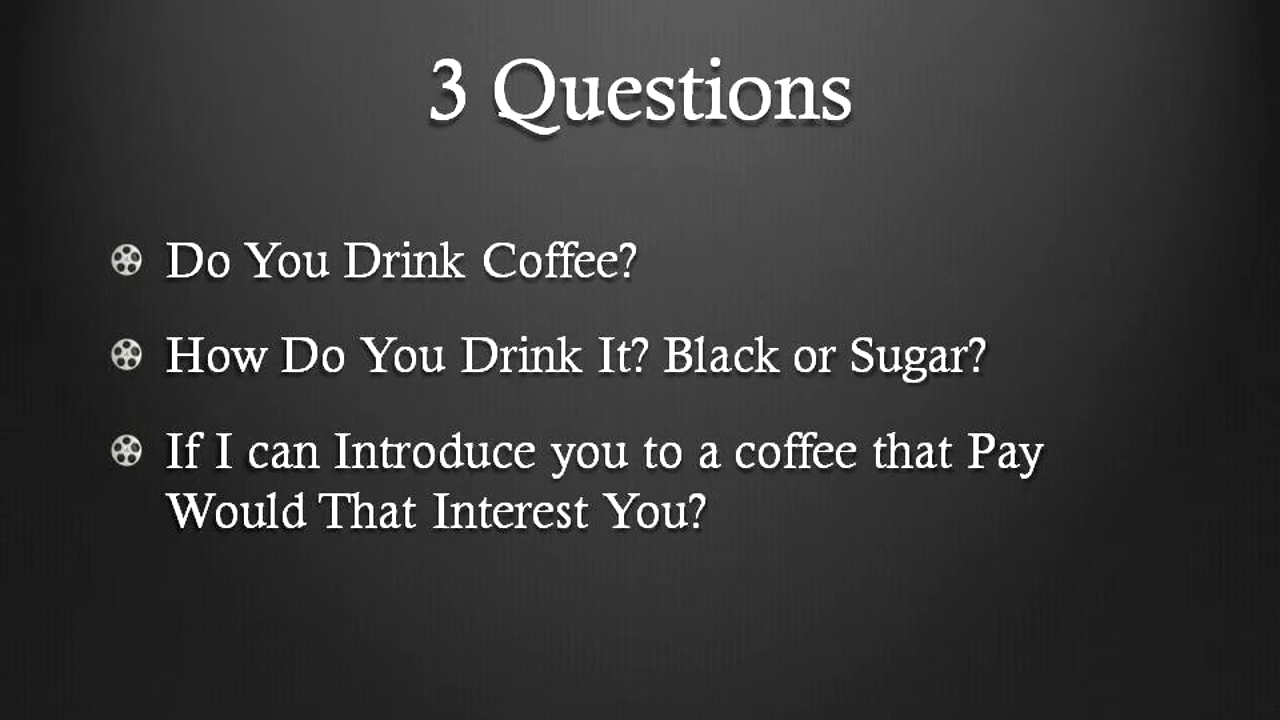 3 Questions
Do You Drink Coffee?
How Do You Drink It? Black or Sugar?
If I can Introduce you to a coffee that Pay
Would That Interest You?